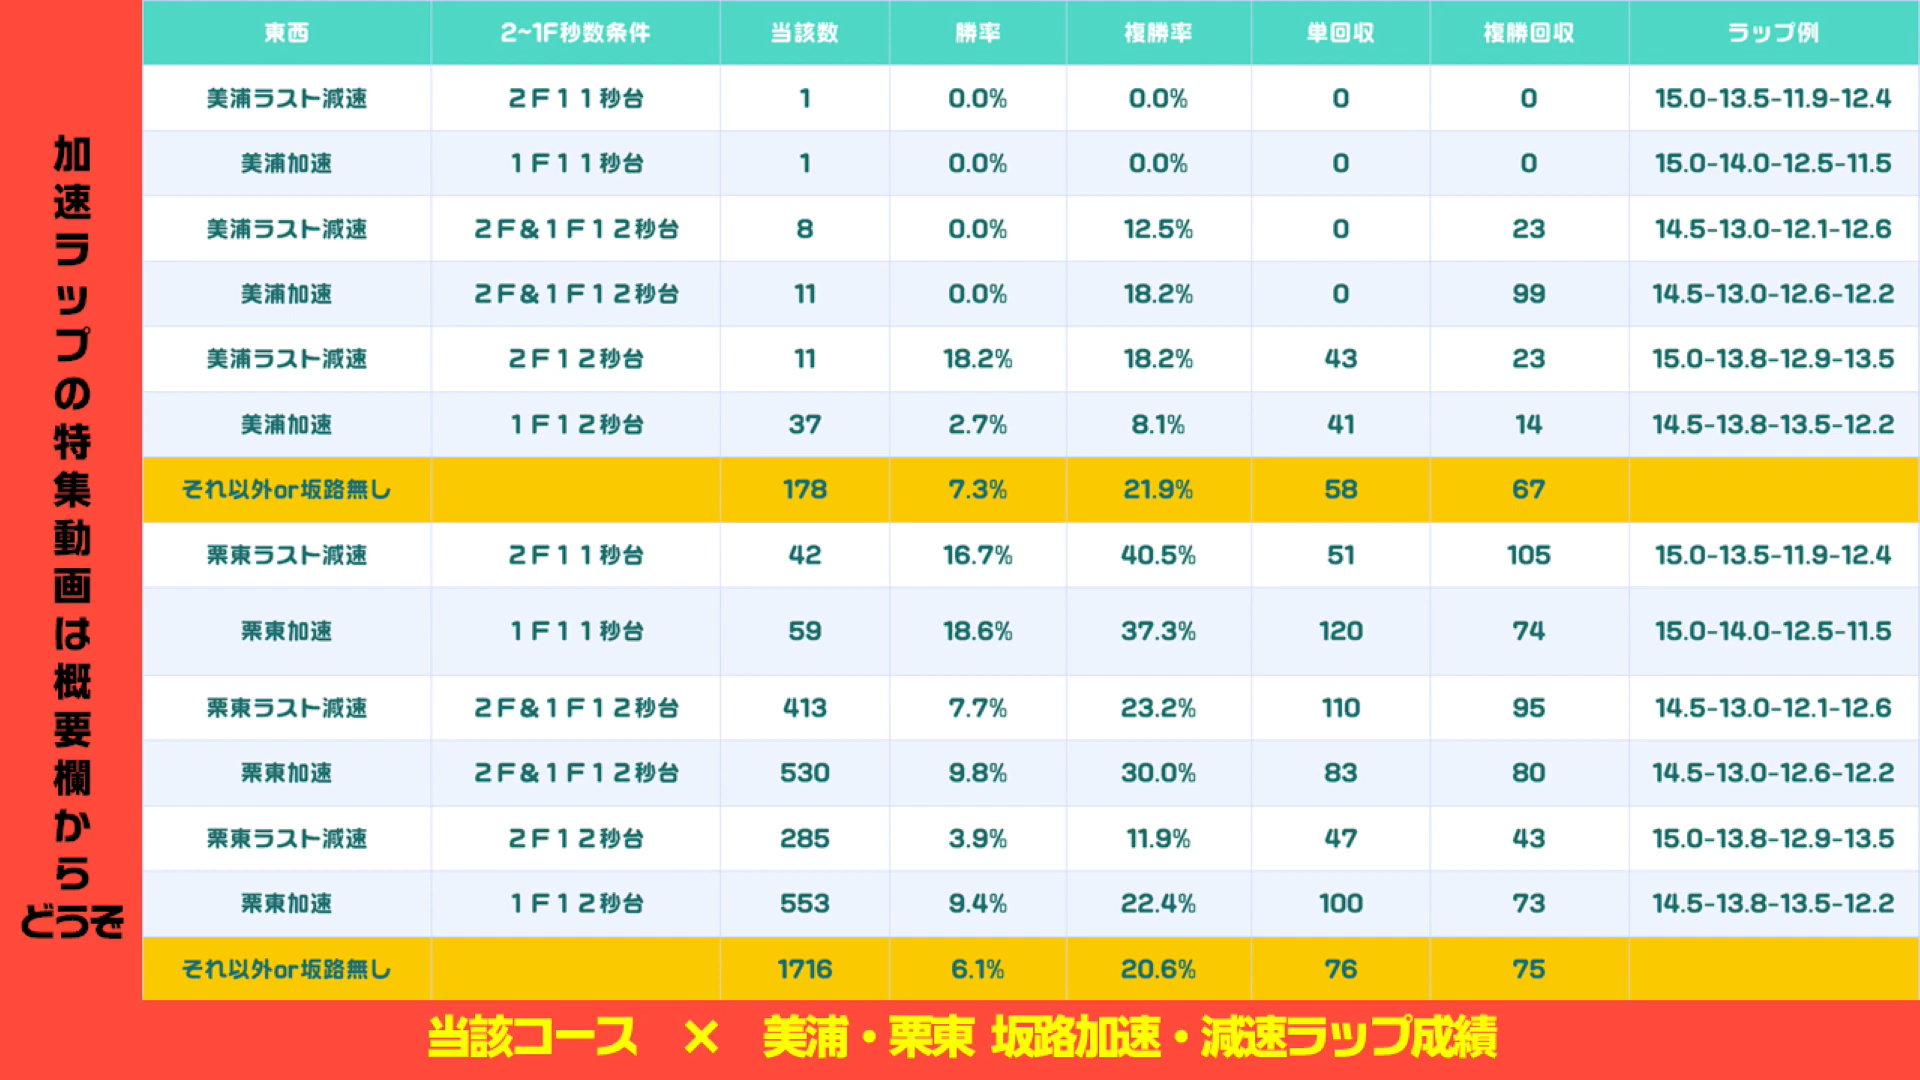 加速ラップの特集動画は概要欄から
どうぞ
東西 2~1F秒数条件 当該数 勝率 複勝率 単回収 複勝回収 ラップ例
美浦ラスト減速 2F11秒台 1 0.0% 0.0% 0 0 15.0-13.5-11.9-12.4
美浦加速 1F11秒台 1 0.0% 0.0% 0 0 15.0-14.0-12.5-11.5
美浦ラスト減速 2F&1F12秒台 8 0.0% 12.5% 0 23 14.5-13.0-12.1-12.6
美浦加速 2F&1F12秒台 11 0.0% 18.2% 0 99 14.5-13.0-12.6-12.2
美浦ラスト減速 2F12秒台 11 18.2% 18.2% 43 23 15.0-13.8-12.9-13.5
美浦加速 1F12秒台 37 2.7% 8.1% 41 14 14.5-13.8-13.5-12.2
それ以外or坂路無し 178 7.3% 21.9% 58 67
栗東ラスト減速 2F11秒台 42 16.7% 40.5% 51 105 15.0-13.5-11.9-12.4
栗東加速 1F11秒台 59 18.6% 37.3% 120 74 15.0-14.0-12.5-11.5
栗東ラスト減速 2F&1F12秒台 413 7.7% 23.2% 110 95 14.5-13.0-12.1-12.6
栗東加速 2F&1F12秒台 530 9.8% 30.0% 83 80 14.5-13.0-12.6-12.2
栗東ラスト減速 2F12秒台 285 3.9% 11.9% 47 43 15.0-13.8-12.9-13.5
栗東加速 1F12秒台 553 9.4% 22.4% 100 73 14.5-13.8-13.5-12.2
それ以外or坂路無し 1716 6.1% 20.6% 76 75
当該コース × 美浦・栗東 坂路加速・減速ラップ成績